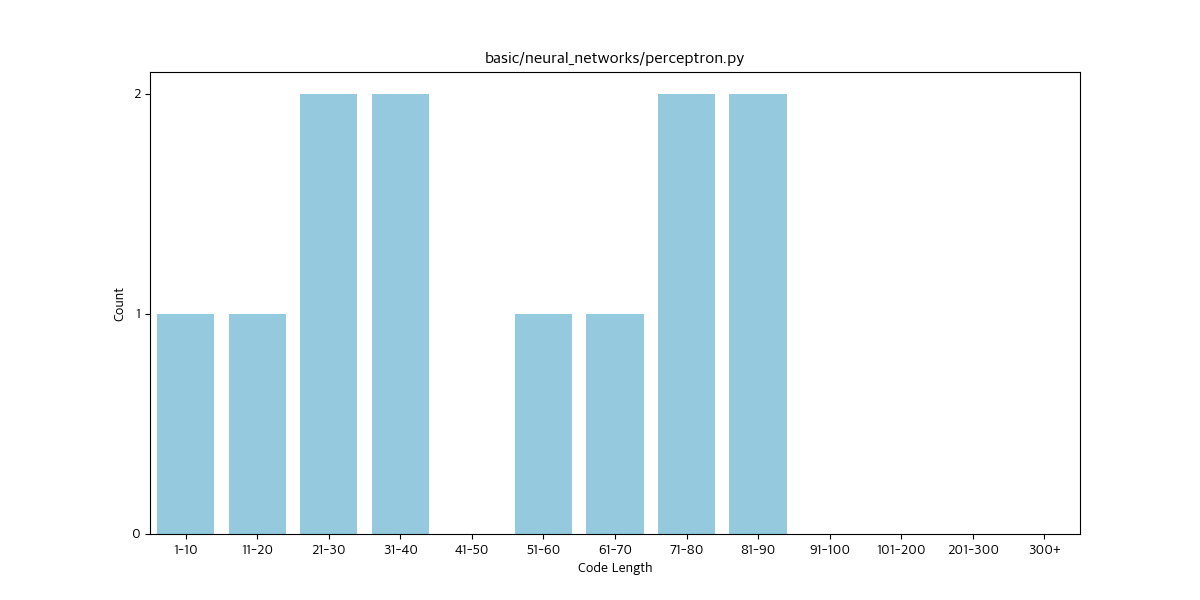 basic/neural_networks/perceptron.py
2
1
0
Count
1-10 11-20 21-30 31-40 41-50 51-60 61-70 71-80 81-90 91-100 101-200 201-300 300+
Code Length